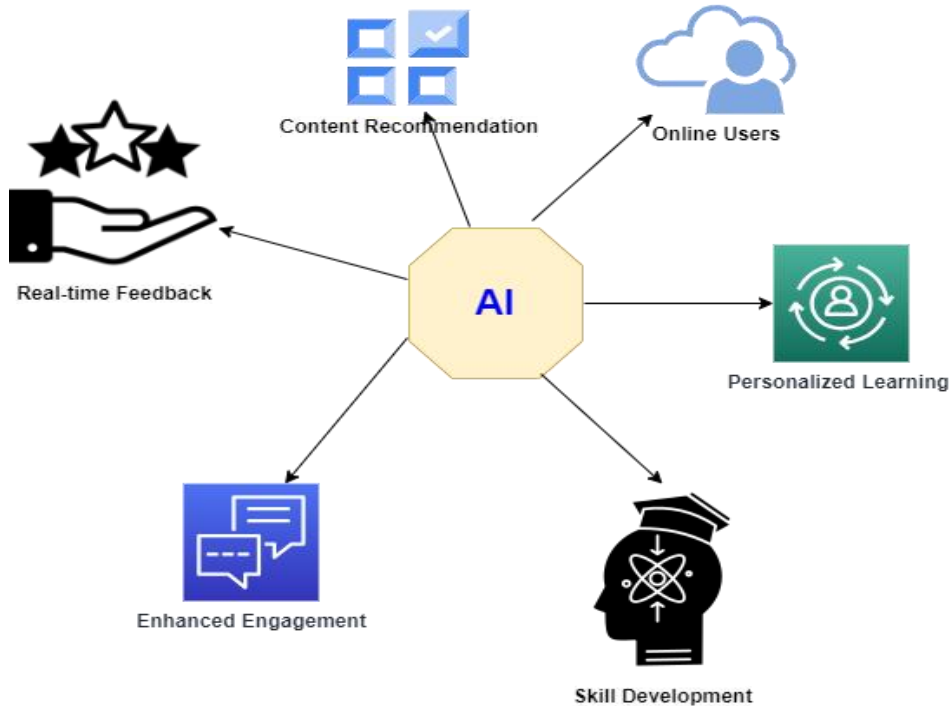 Content Recommendation
Online Users
Real-time Feedback
AI
Personalized Learning
Enhanced Engagement
Skill Development